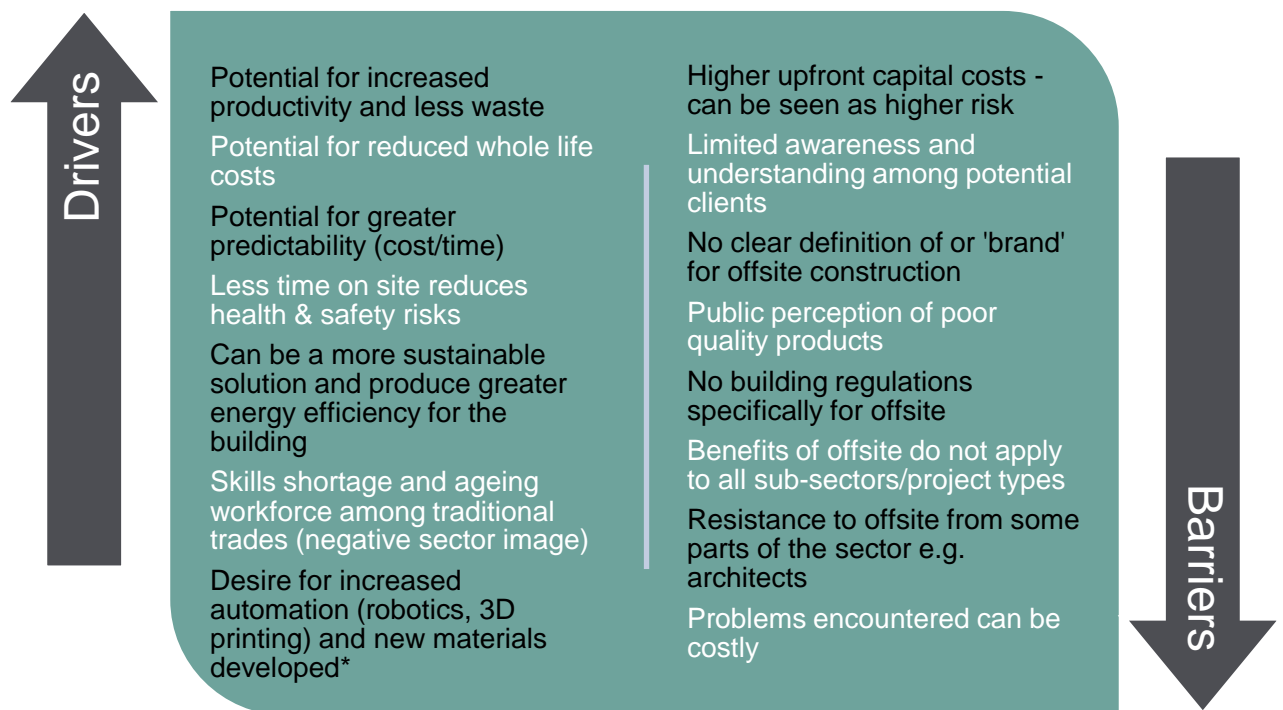 Drivers
Potential for increased
productivity and less waste
Potential for reduced whole life
costs
Potential for greater
predictability (cost/time)
Less time on site reduces
health & safety risks
Can be a more sustainable
solution and produce greater
energy efficiency for the
building
Skills shortage and ageing
workforce among traditional
trades (negative sector image)
Desire for increased
automation (robotics, 3D
printing) and new materials
developed*
Higher upfront capital costs -
can be seen as higher risk
Limited awareness and
understanding among potential
clients
No clear definition of or 'brand'
for offsite construction
Public perception of poor
quality products
No building regulations
specifically for offsite
Benefits of offsite do not apply
to all sub-sectors/project types
Resistance to offsite from some
parts of the sector e.g.
architects
Problems encountered can be
costly
Barriers